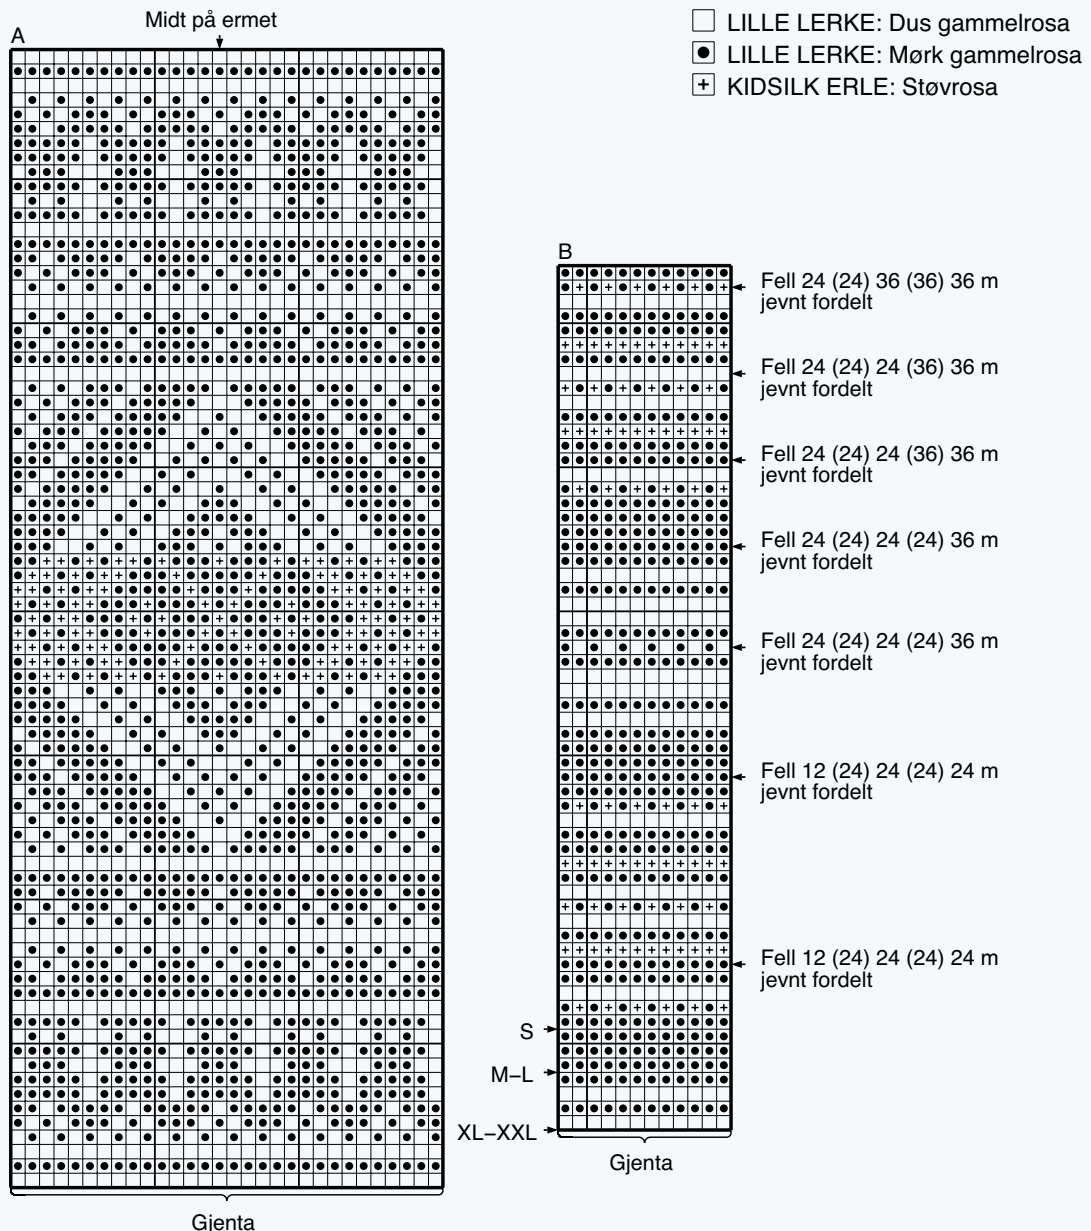 Midt på ermet
A
LILLE LERKE: Dus gammelrosa
LILLE LERKE: Mørk gammelrosa
KIDSILK ERLE: Støvrosa
B
Fell 24 (24) 36 (36) 36 m
jevnt fordelt
Fell 24 (24) 24 (36) 36 m
jevnt fordelt
Fell 24 (24) 24 (36) 36 m
jevnt fordelt
Fell 24 (24) 24 (24) 36 m
jevnt fordelt
Fell 24 (24) 24 (24) 36 m
jevnt fordelt
Fell 12 (24) 24 (24) 24 m
jevnt fordelt
Fell 12 (24) 24 (24) 24 m
jevnt fordelt
S
M–L
XL–XXL
Gjenta
Gjenta